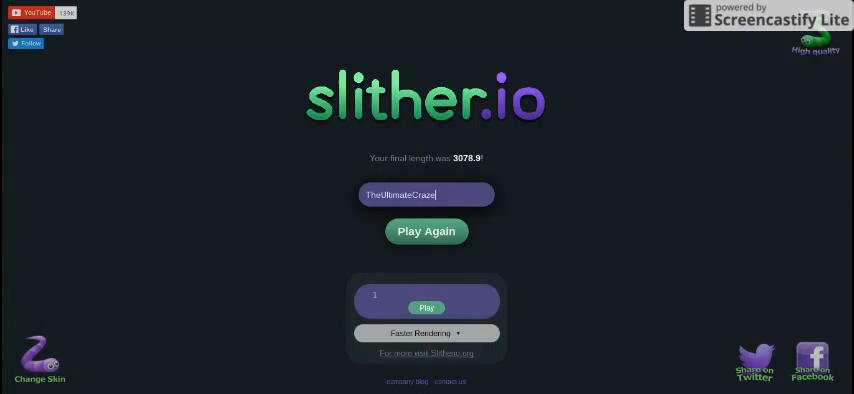 YouTube 139K
Like Share
Follow
powered by
Screencastify Lite
High quality
slither.io
Your final length was 3078.9!
TheUltimateCraze
Play Again
1
Play
Faster Rendering
For more visit Slitherio.org
company blog · contact us
Change Skin
Share on
Twitter
Share on
Facebook